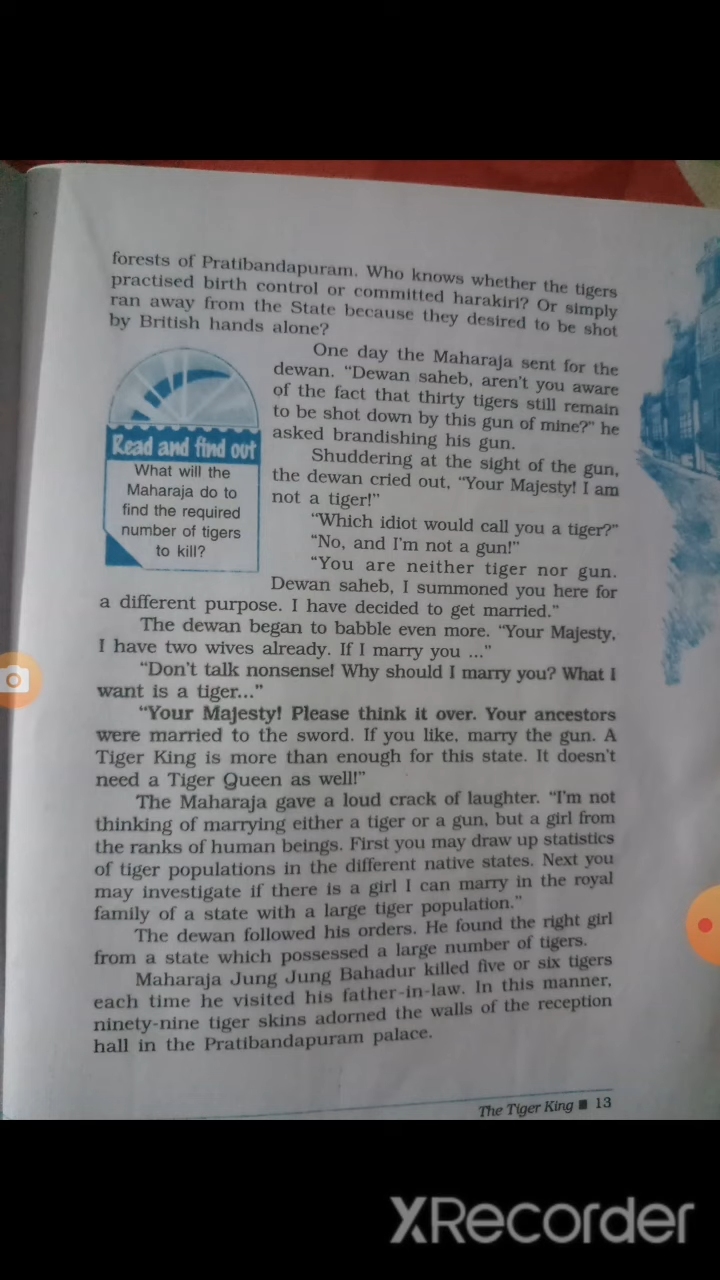 forests of Pratibandapuram. Who knows whether the tigers
practised birth control or committed harakiri? Or simply
ran away from the State because they desired to be shot
by British hands alone?
One day the Maharaja sent for the
dewan. “Dewan saheb, aren't you aware
of the fact that thirty tigers still remain
to be shot down by this gun of mine?” he
asked brandishing his gun.
Shuddering at the sight of the gun,
the dewan cried out, “Your Majesty! I am
not a tiger!”
“Which idiot would call you a tiger?”
“No, and I'm not a gun!”
“You are neither tiger nor gun.
Dewan saheb, I summoned you here for
a different purpose. I have decided to get married.”
Read and find out
What will the
Maharaja do to
find the required
number of tigers
to kill?
The dewan began to babble even more. “Your Majesty,
I have two wives already. If I marry you ...”
“Don't talk nonsense! Why should I marry you? What I
want is a tiger...”
“Your Majesty! Please think it over. Your ancestors
were married to the sword. If you like, marry the gun. A
Tiger King is more than enough for this state. It doesn't
need a Tiger Queen as well!”
The Maharaja gave a loud crack of laughter. “I'm not
thinking of marrying either a tiger or a gun, but a girl from
the ranks of human beings. First you may draw up statistics
of tiger populations in the different native states. Next you
may investigate if there is a girl I can marry in the royal
family of a state with a large tiger population.”
The dewan followed his orders. He found the right girl
from a state which possessed a large number of tigers.
Maharaja Jung Jung Bahadur killed five or six tigers
each time he visited his father-in-law. In this manner,
ninety-nine tiger skins adorned the walls of the reception
hall in the Pratibandapuram palace.
The Tiger King ■ 13
XRecorder